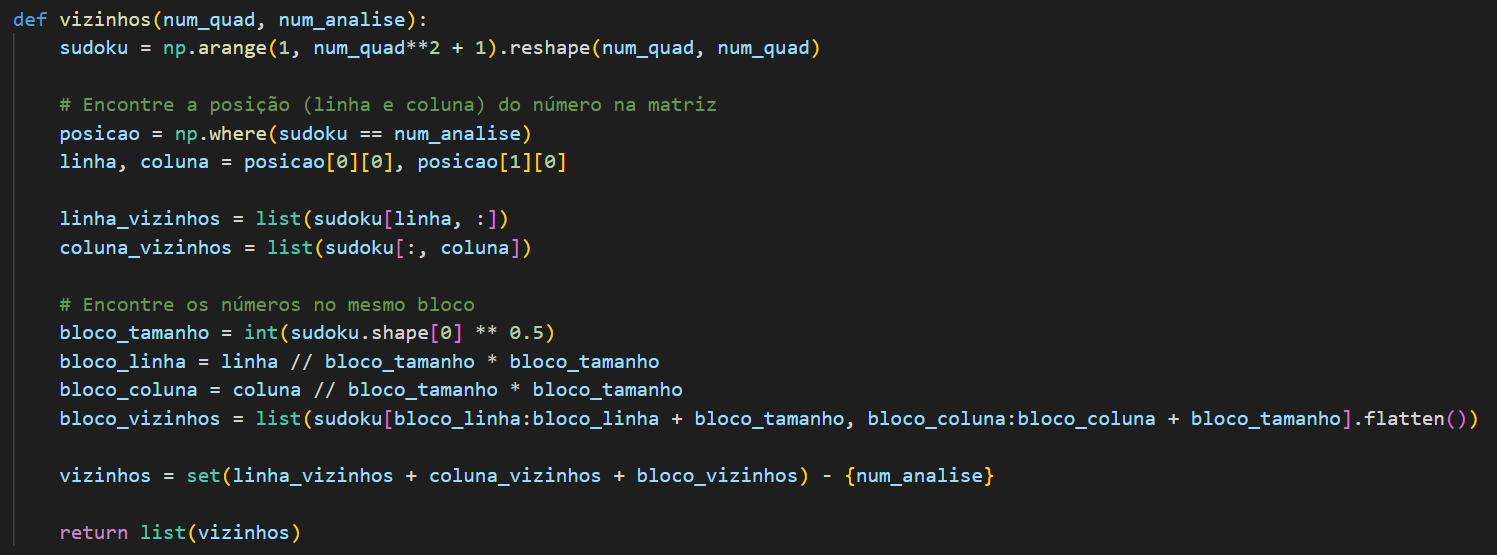 def vizinhos(num_quad, num_analise):
    sudoku = np.arange(1, num_quad**2 + 1).reshape(num_quad, num_quad)

    # Encontre a posição (linha e coluna) do número na matriz
    posicao = np.where(sudoku == num_analise)
    linha, coluna = posicao[0][0], posicao[1][0]

    linha_vizinhos = list(sudoku[linha, :])
    coluna_vizinhos = list(sudoku[:, coluna])

    # Encontre os números no mesmo bloco
    bloco_tamanho = int(sudoku.shape[0] ** 0.5)
    bloco_linha = linha // bloco_tamanho * bloco_tamanho
    bloco_coluna = coluna // bloco_tamanho * bloco_tamanho
    bloco_vizinhos = list(sudoku[bloco_linha:bloco_linha + bloco_tamanho, bloco_coluna:bloco_coluna + bloco_tamanho].flatten())

    vizinhos = set(linha_vizinhos + coluna_vizinhos + bloco_vizinhos) - {num_analise}

    return list(vizinhos)